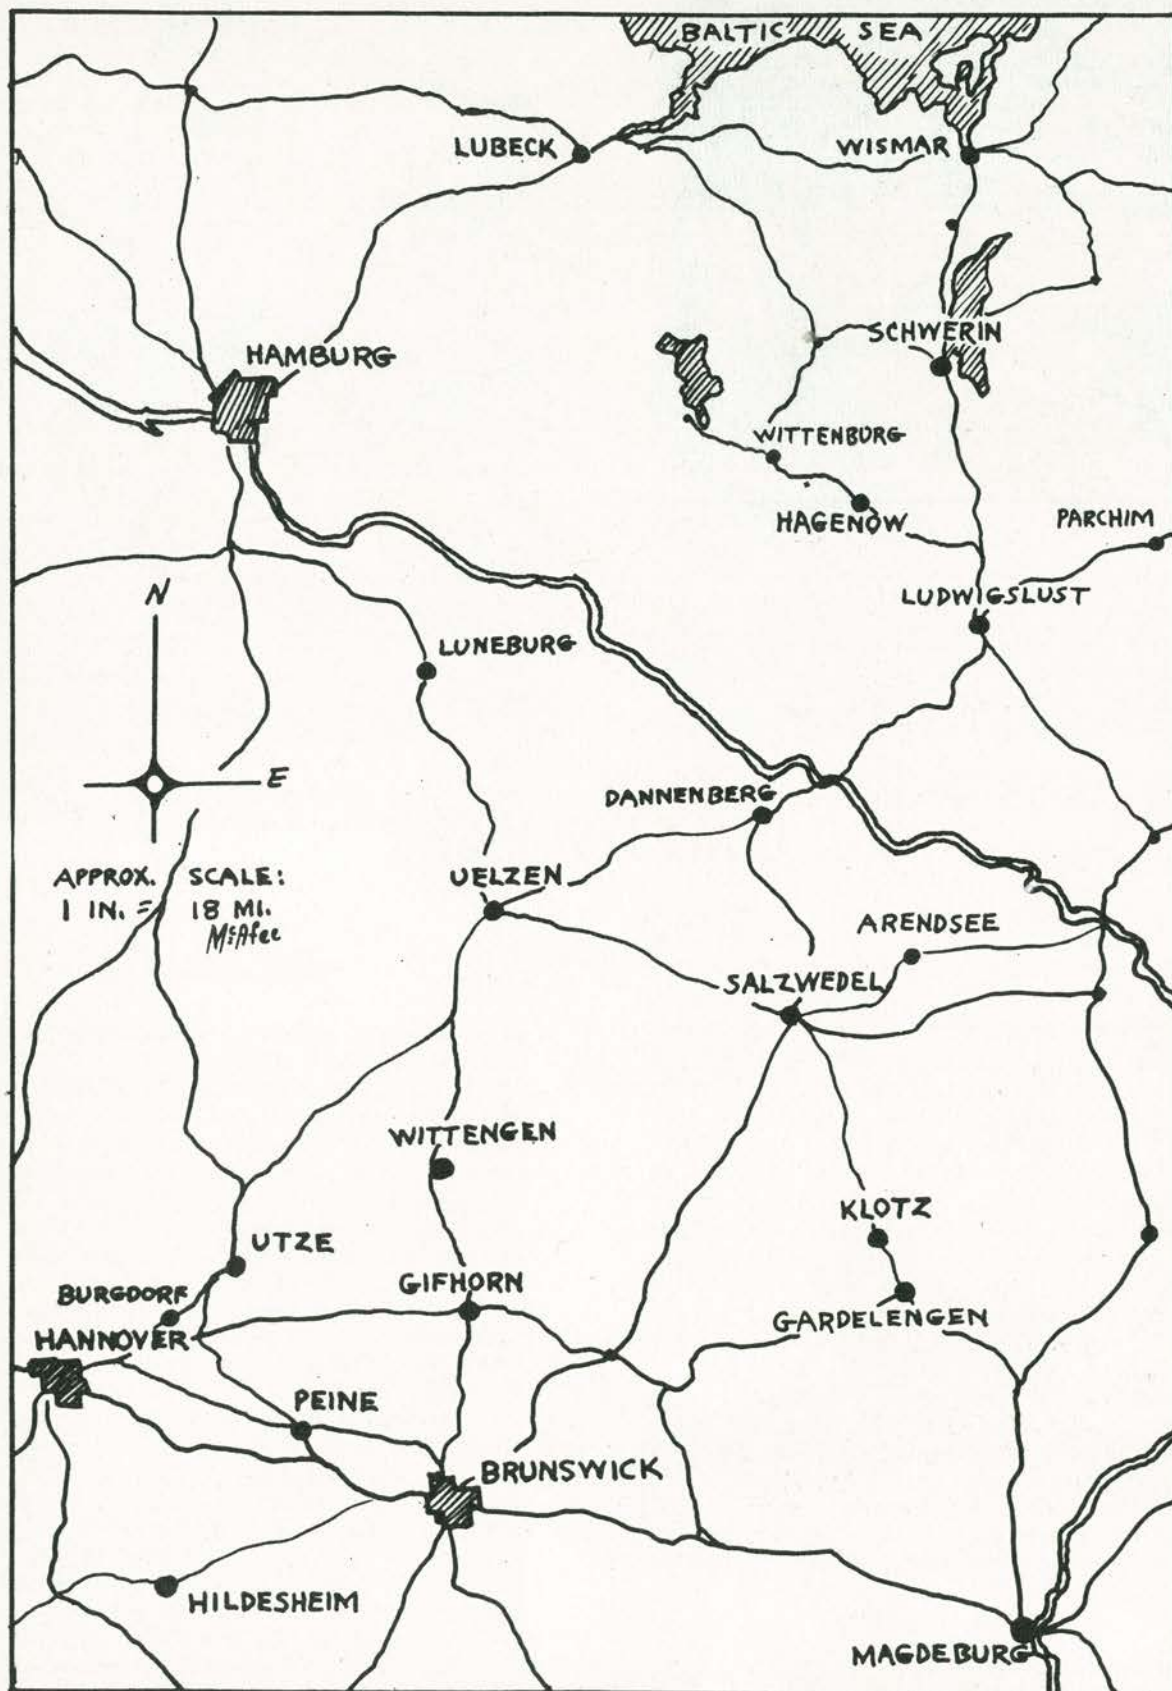 BALTIC SEA
LUBECK
WISMAR
SCHWERIN
HAMBURG
WITTENBURG
HAGENOW
PARCHIM
LUDWIGSLUST
N
LUNEBURG
E
DANNENBERG
APPROX. SCALE:
1 IN. = 18 MI.
McAfee
UELZEN
ARENDSEE
SALZWEDEL
WITTENGEN
KLOTZ
UTZE
GIFHORN
BURGDORF
GARDELENGEN
HANNOVER
PEINE
BRUNSWICK
HILDESHEIM
MAGDEBURG